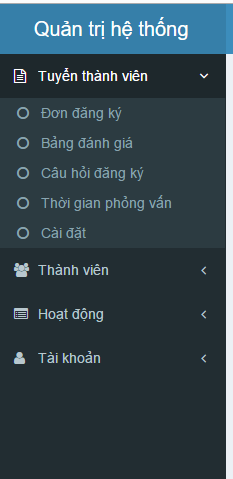 Quản trị hệ thống
Tuyển thành viên
Đơn đăng ký
Bảng đánh giá
Câu hỏi đăng ký
Thời gian phỏng vấn
Cài đặt
Thành viên
Hoạt động
Tài khoản